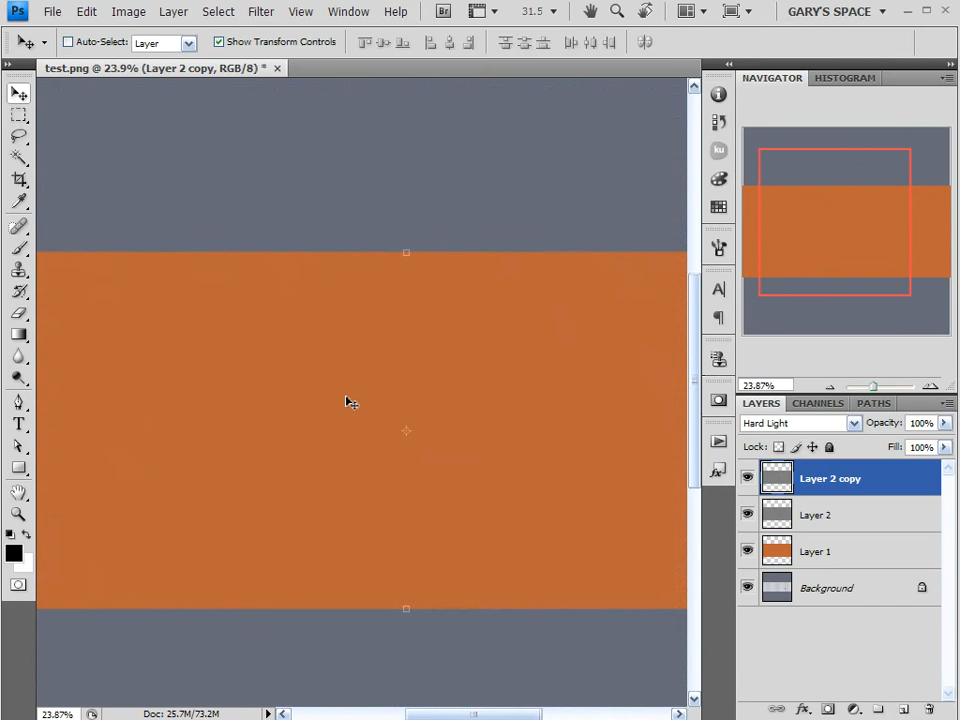 Ps File Edit Image Layer Select Filter View Window Help Br 31.5 GARY'S SPACE
Auto-Select: Layer Show Transform Controls
test.png @ 23.9% (Layer 2 copy, RGB/8) *
NAVIGATOR HISTOGRAM
ku
A
T
23.87%
LAYERS CHANNELS PATHS
Hard Light Opacity: 100%
Lock: Fill: 100%
Layer 2 copy
Layer 2
Layer 1
Background
fx
23.87% Doc: 25.7M/73.2M